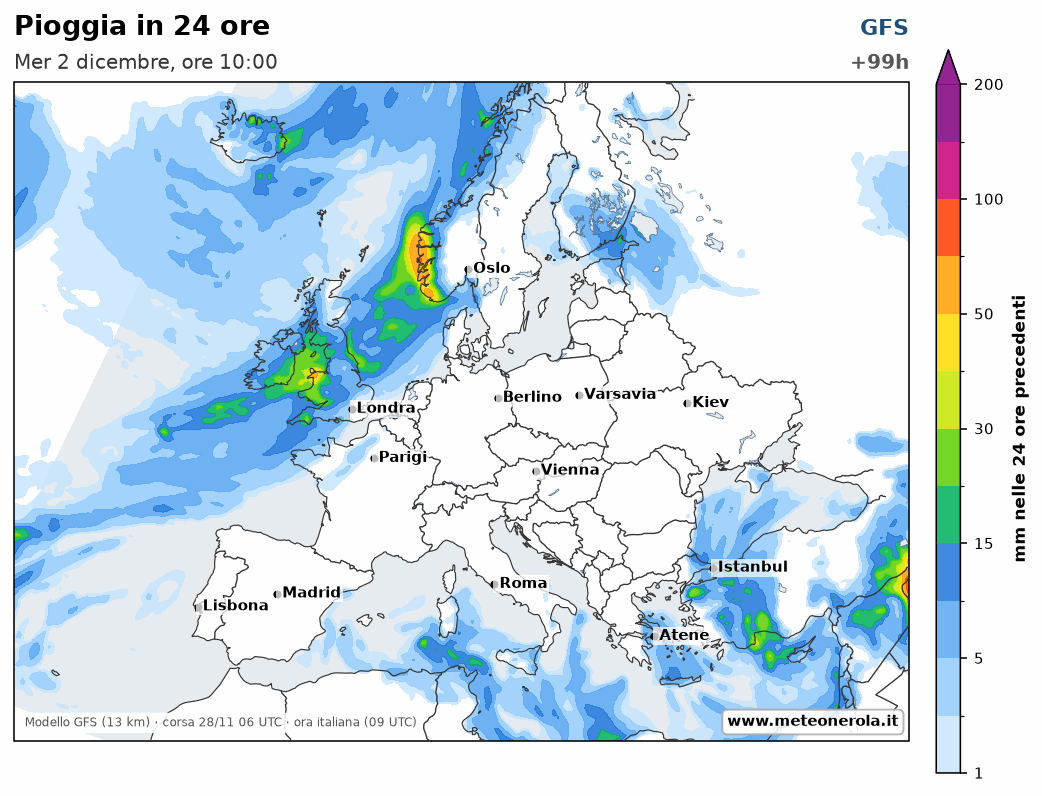 Pioggia in 24 ore
GFS
Mer 2 dicembre, ore 10:00
+99h
200
100
50
30
15
5
1
mm nelle 24 ore precedenti
Oslo
Berlino
Varsavia
Kiev
Londra
Parigi
Vienna
Istanbul
Roma
Madrid
Lisbona
Atene
Modello GFS (13 km) · corsa 28/11 06 UTC · ora italiana (09 UTC)
www.meteonerola.it